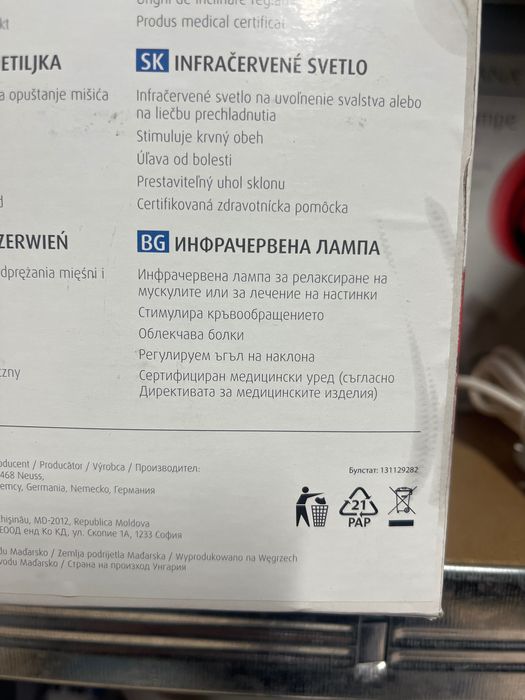 Produs medical certificat
ETILJKA
a opuštanje mišića
SK INFRAČERVENÉ SVETLO
Infračervené svetlo na uvoľnenie svalstva alebo
na liečbu prechladnutia
Stimuluje krvný obeh
Úľava od bolesti
Prestaviteľný uhol sklonu
Certifikovaná zdravotnícka pomôcka
ZERWIEŃ
dprężania mięśni i
czny
BG ИНФРАЧЕРВЕНА ЛАМПА
Инфрачервена лампа за релаксиране на
мускулите или за лечение на настинки
Стимулира кръвообращението
Облекчава болки
Регулируем ъгъл на наклона
Сертифициран медицински уред (съгласно
Директивата за медицинските изделия)
oducent / Producător / Výrobca / Производител:
468 Neuss,
emcy, Germania, Nemecko, Германия
Булстат: 131129282
21
PAP
Chişinău, MD-2012, Republica Moldova
ЕООД енд Ко КД, ул. Скопие 1А, 1233 София
du Mađarsko / Zemlja podrijetla Mađarska / Wyprodukowano na Węgrzech
vodu Maďarsko / Страна на произход Унгария